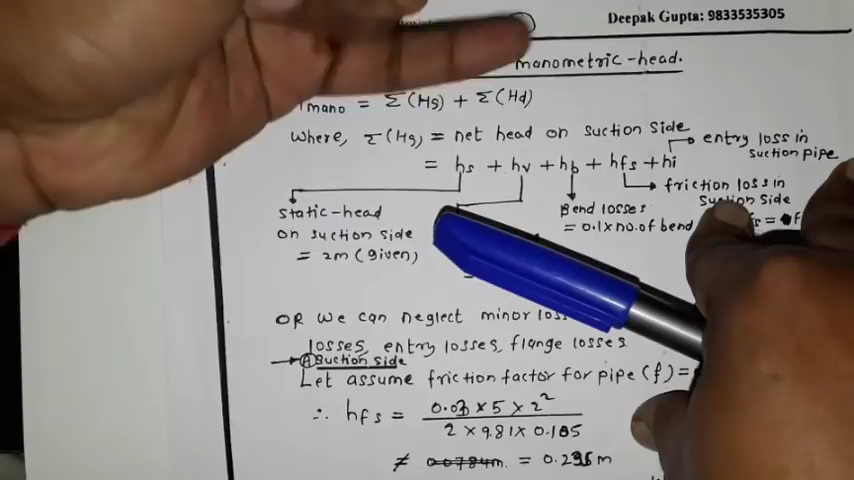 Deepak Gupta: 9833535305
manometric-head.
mano = Σ(Hs) + Σ(Hd)
where, Σ(Hs) = net head on suction side
= hs + hv + hb + hfs + hi
entry loss in suction pipe
friction loss in suction side
Static-head
on suction side
= 2m (given)
Bend losses
= 0.1x no.of bend
OR we can neglect minor
losses, entry losses, flange losses.
(A) Suction side
Let assume friction factor for pipe (f) =
∴ hfs = 0.03 x 5 x 2²
2 x 9.81 x 0.185
m